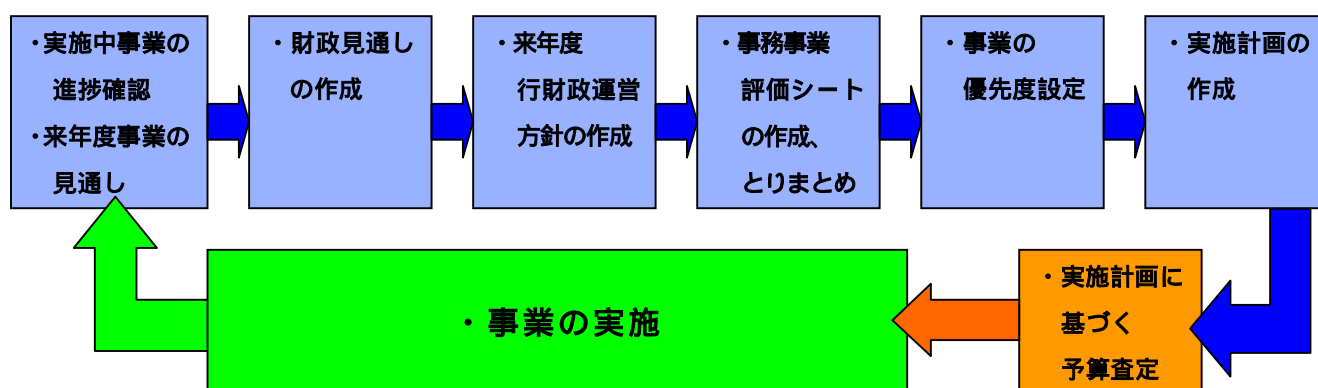 ・実施中事業の
進捗確認
・来年度事業の
見通し
・財政見通し
の作成
・来年度
行財政運営
方針の作成
・事務事業
評価シート
の作成、
とりまとめ
・事業の
優先度設定
・実施計画の
作成
・実施計画に
基づく
予算査定
・事業の実施